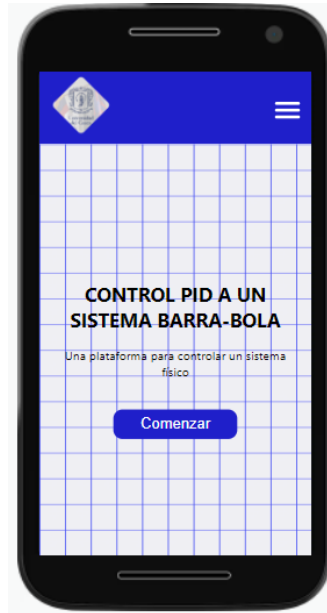 CONTROL PID A UN
SISTEMA BARRA-BOLA
Una plataforma para controlar un sistema
físico
Comenzar